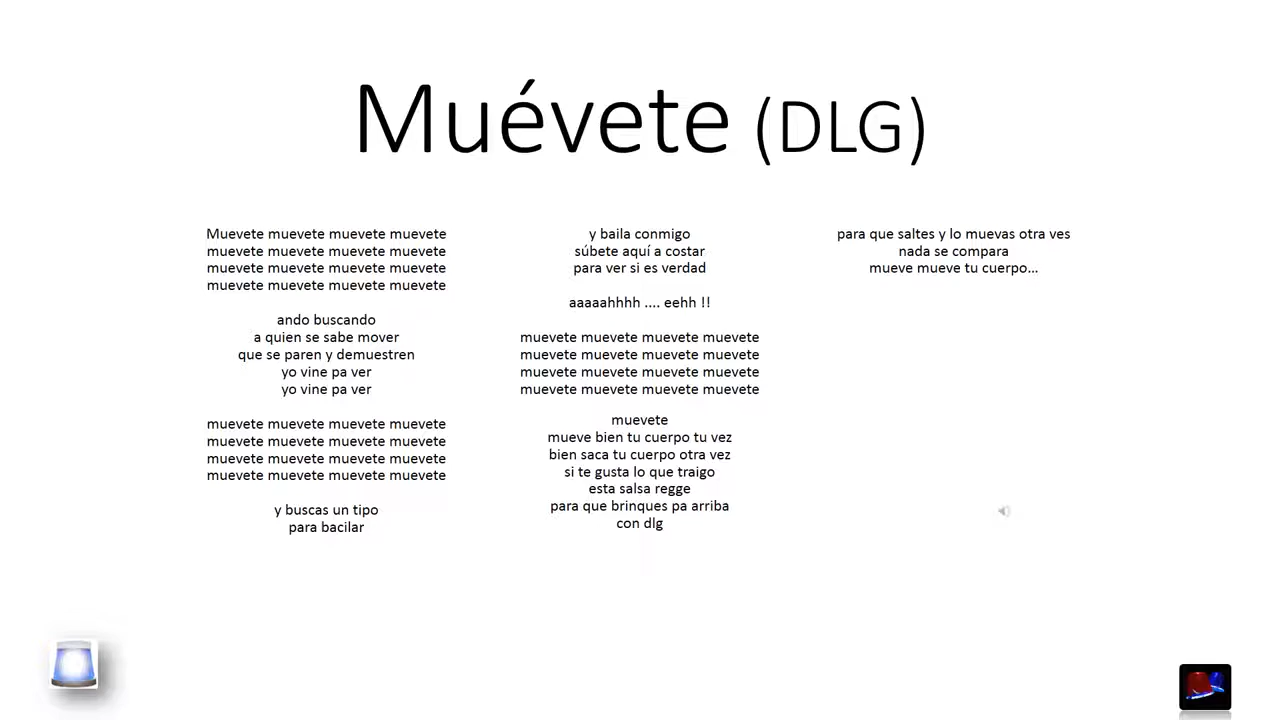 Muévete (DLG)
Muevete muevete muevete muevete
muevete muevete muevete muevete
muevete muevete muevete muevete
muevete muevete muevete muevete
ando buscando
a quien se sabe mover
que se paren y demuestren
yo vine pa ver
yo vine pa ver
muevete muevete muevete muevete
muevete muevete muevete muevete
muevete muevete muevete muevete
muevete muevete muevete muevete
y buscas un tipo
para bacilar
y baila conmigo
súbete aquí a costar
para ver si es verdad
aaaaahhhh .... eehh !!
muevete muevete muevete muevete
muevete muevete muevete muevete
muevete muevete muevete muevete
muevete muevete muevete muevete
muevete
mueve bien tu cuerpo tu vez
bien saca tu cuerpo otra vez
si te gusta lo que traigo
esta salsa regge
para que brinques pa arriba
con dlg
para que saltes y lo muevas otra ves
nada se compara
mueve mueve tu cuerpo...